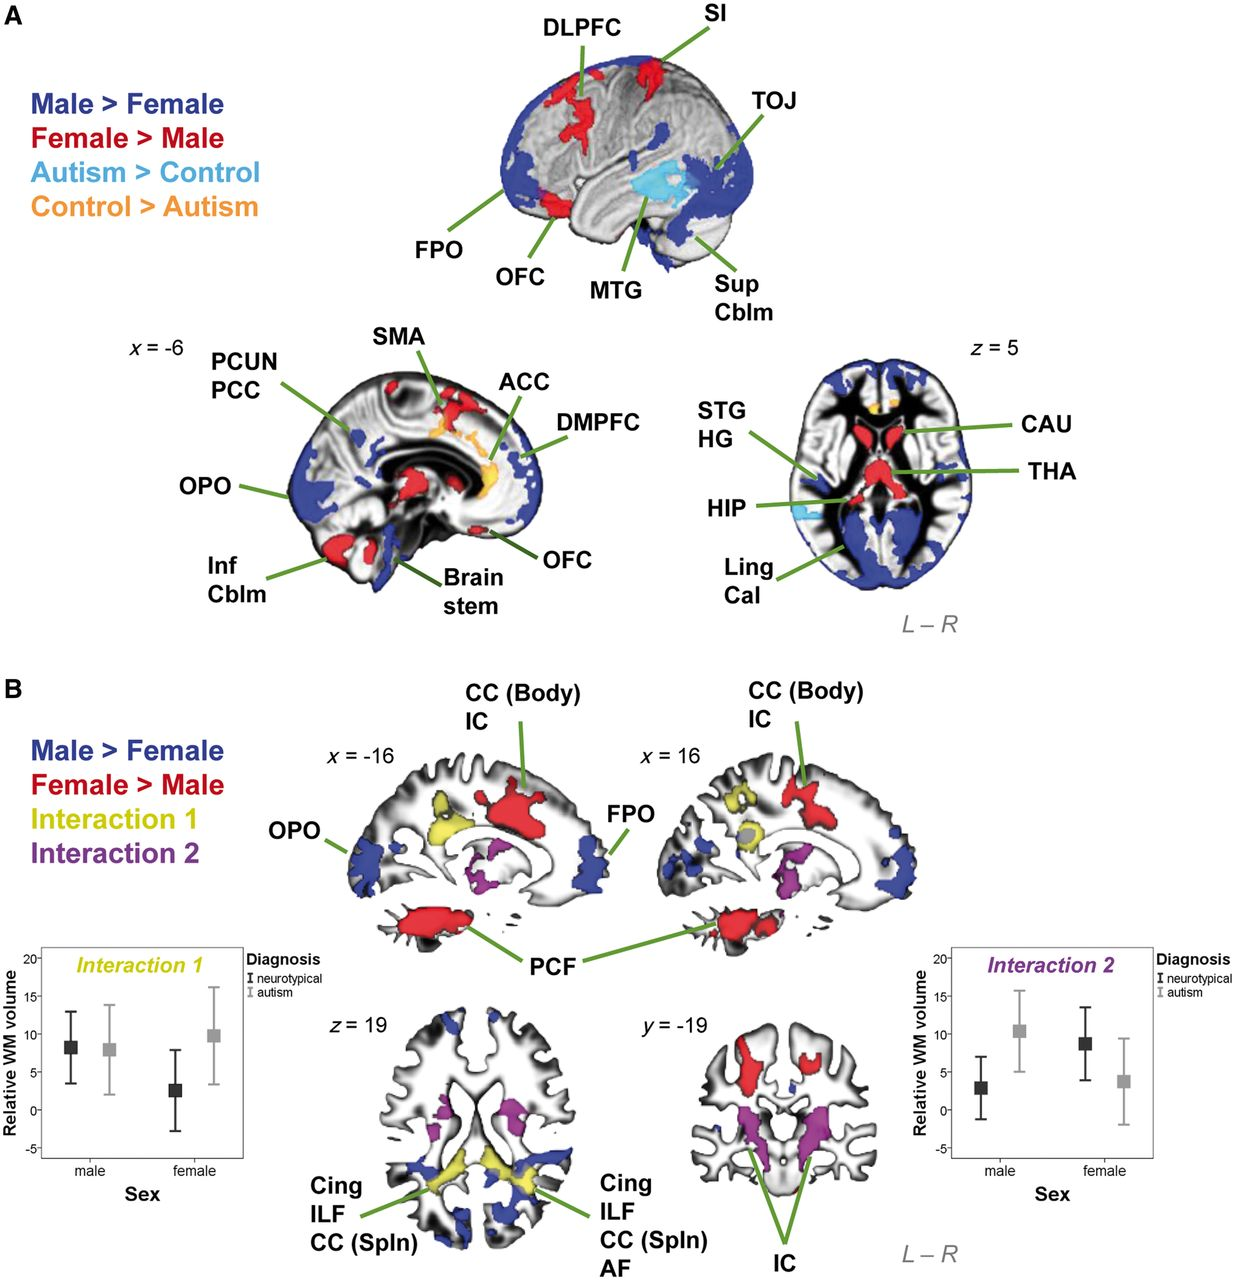 A
DLPFC
SI
TOJ
Male > Female
Female > Male
Autism > Control
Control > Autism
FPO
OFC
MTG
Sup
Cblm
x = -6
PCUN
PCC
SMA
ACC
DMPFC
OPO
Inf
Cblm
Brain
stem
OFC
z = 5
STG
HG
CAU
THA
HIP
Ling
Cal
L – R
B
Male > Female
Female > Male
Interaction 1
Interaction 2
CC (Body)
IC
x = -16
CC (Body)
IC
x = 16
OPO
FPO
PCF
Interaction 1
Diagnosis
neurotypical
autism
Relative WM volume
20
15
10
5
0
-5
male
female
Sex
z = 19
Cing
ILF
CC (Spln)
Cing
ILF
CC (Spln)
AF
y = -19
IC
Interaction 2
Diagnosis
neurotypical
autism
Relative WM volume
20
15
10
5
0
-5
male
female
Sex
L – R